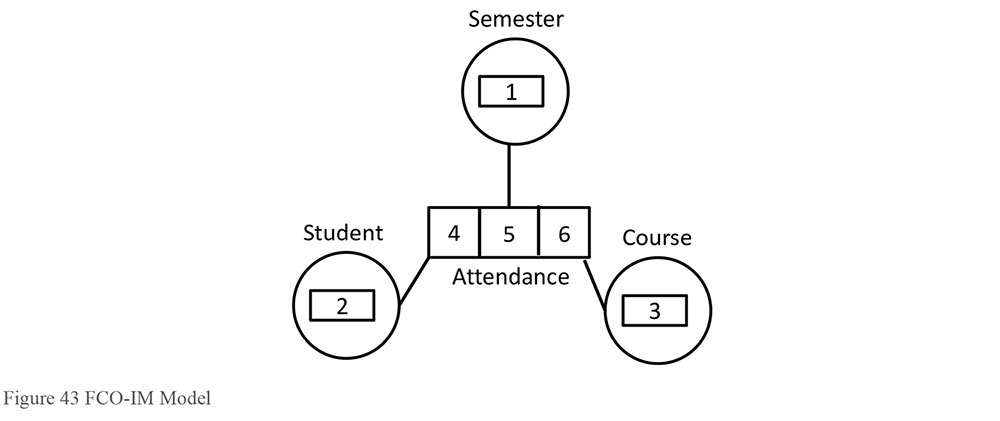 Semester
1
4 5 6
Student
Course
Attendance
2
3
Figure 43 FCO-IM Model